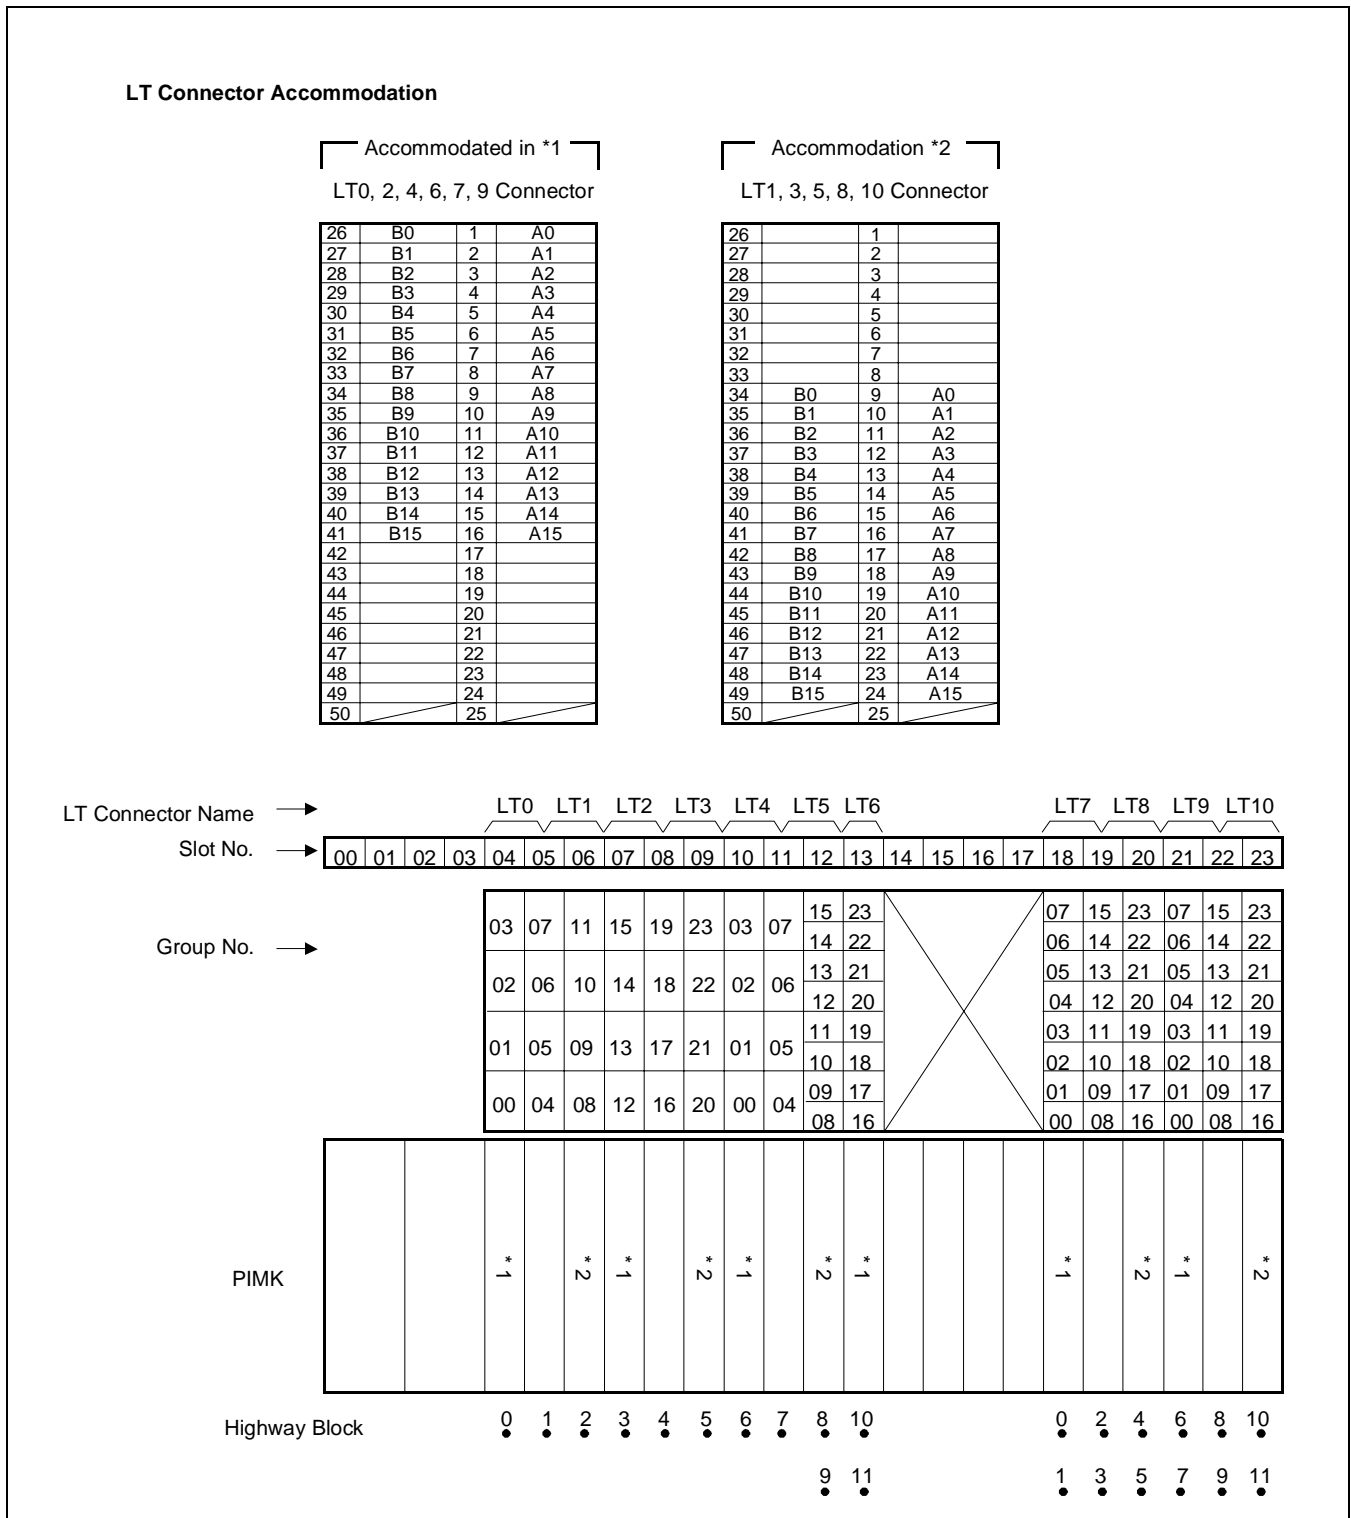 LT Connector Accommodation
Accommodated in *1 Accommodation *2
LT0, 2, 4, 6, 7, 9 Connector LT1, 3, 5, 8, 10 Connector
26 B0 1 A0 26 1
27 B1 2 A1 27 2
28 B2 3 A2 28 3
29 B3 4 A3 29 4
30 B4 5 A4 30 5
31 B5 6 A5 31 6
32 B6 7 A6 32 7
33 B7 8 A7 33 8
34 B8 9 A8 34 B0 9 A0
35 B9 10 A9 35 B1 10 A1
36 B10 11 A10 36 B2 11 A2
37 B11 12 A11 37 B3 12 A3
38 B12 13 A12 38 B4 13 A4
39 B13 14 A13 39 B5 14 A5
40 B14 15 A14 40 B6 15 A6
41 B15 16 A15 41 B7 16 A7
42 17 42 B8 17 A8
43 18 43 B9 18 A9
44 19 44 B10 19 A10
45 20 45 B11 20 A11
46 21 46 B12 21 A12
47 22 47 B13 22 A13
48 23 48 B14 23 A14
49 24 49 B15 24 A15
50 25 50 25
LT Connector Name LT0 LT1 LT2 LT3 LT4 LT5 LT6 LT7 LT8 LT9 LT10
Slot No. 00 01 02 03 04 05 06 07 08 09 10 11 12 13 14 15 16 17 18 19 20 21 22 23
Group No.
15 23 07 15 23 07 15 23
03 07 11 15 19 23 03 07
14 22 06 14 22 06 14 22
13 21 05 13 21 05 13 21
02 06 10 14 18 22 02 06
12 20 04 12 20 04 12 20
11 19 03 11 19 03 11 19
01 05 09 13 17 21 01 05
10 18 02 10 18 02 10 18
09 17 01 09 17 01 09 17
00 04 08 12 16 20 00 04
08 16 00 08 16 00 08 16
PIMK *1 *2 *1 *2 *1 *2 *1 *1 *2 *1 *2
Highway Block 0 1 2 3 4 5 6 7 8 10 0 2 4 6 8 10
9 11 1 3 5 7 9 11